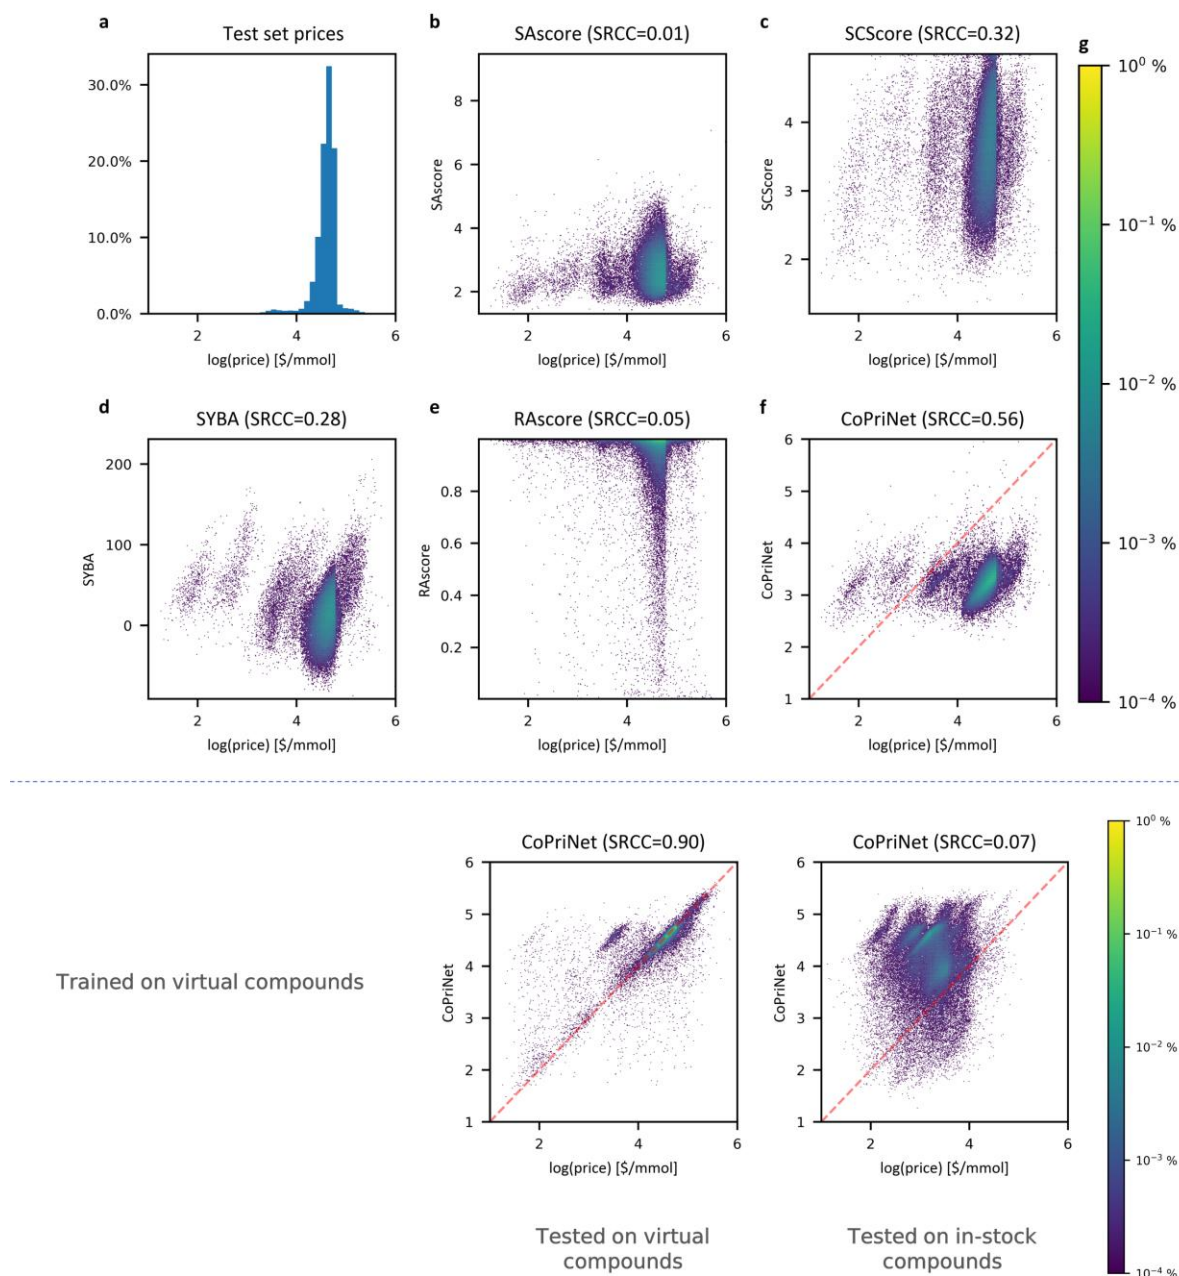 a
Test set prices
30.0%
20.0%
10.0%
0.0%
2 4 6
log(price) [$/mmol]
b
SAscore (SRCC=0.01)
SAscore
8
6
4
2
2 4 6
log(price) [$/mmol]
c
SCScore (SRCC=0.32)
SCScore
4
3
2
2 4 6
log(price) [$/mmol]
g
10⁰ %
10⁻¹ %
10⁻² %
10⁻³ %
10⁻⁴ %
d
SYBA (SRCC=0.28)
SYBA
200
100
0
2 4 6
log(price) [$/mmol]
e
RAscore (SRCC=0.05)
RAscore
0.8
0.6
0.4
0.2
2 4 6
log(price) [$/mmol]
f
CoPriNet (SRCC=0.56)
CoPriNet
6
5
4
3
2
1
2 4 6
log(price) [$/mmol]
Trained on virtual compounds
CoPriNet (SRCC=0.90)
CoPriNet
6
5
4
3
2
1
2 4 6
log(price) [$/mmol]
Tested on virtual
compounds
CoPriNet (SRCC=0.07)
CoPriNet
6
5
4
3
2
1
2 4 6
log(price) [$/mmol]
Tested on in-stock
compounds
10⁰ %
10⁻¹ %
10⁻² %
10⁻³ %
10⁻⁴ %